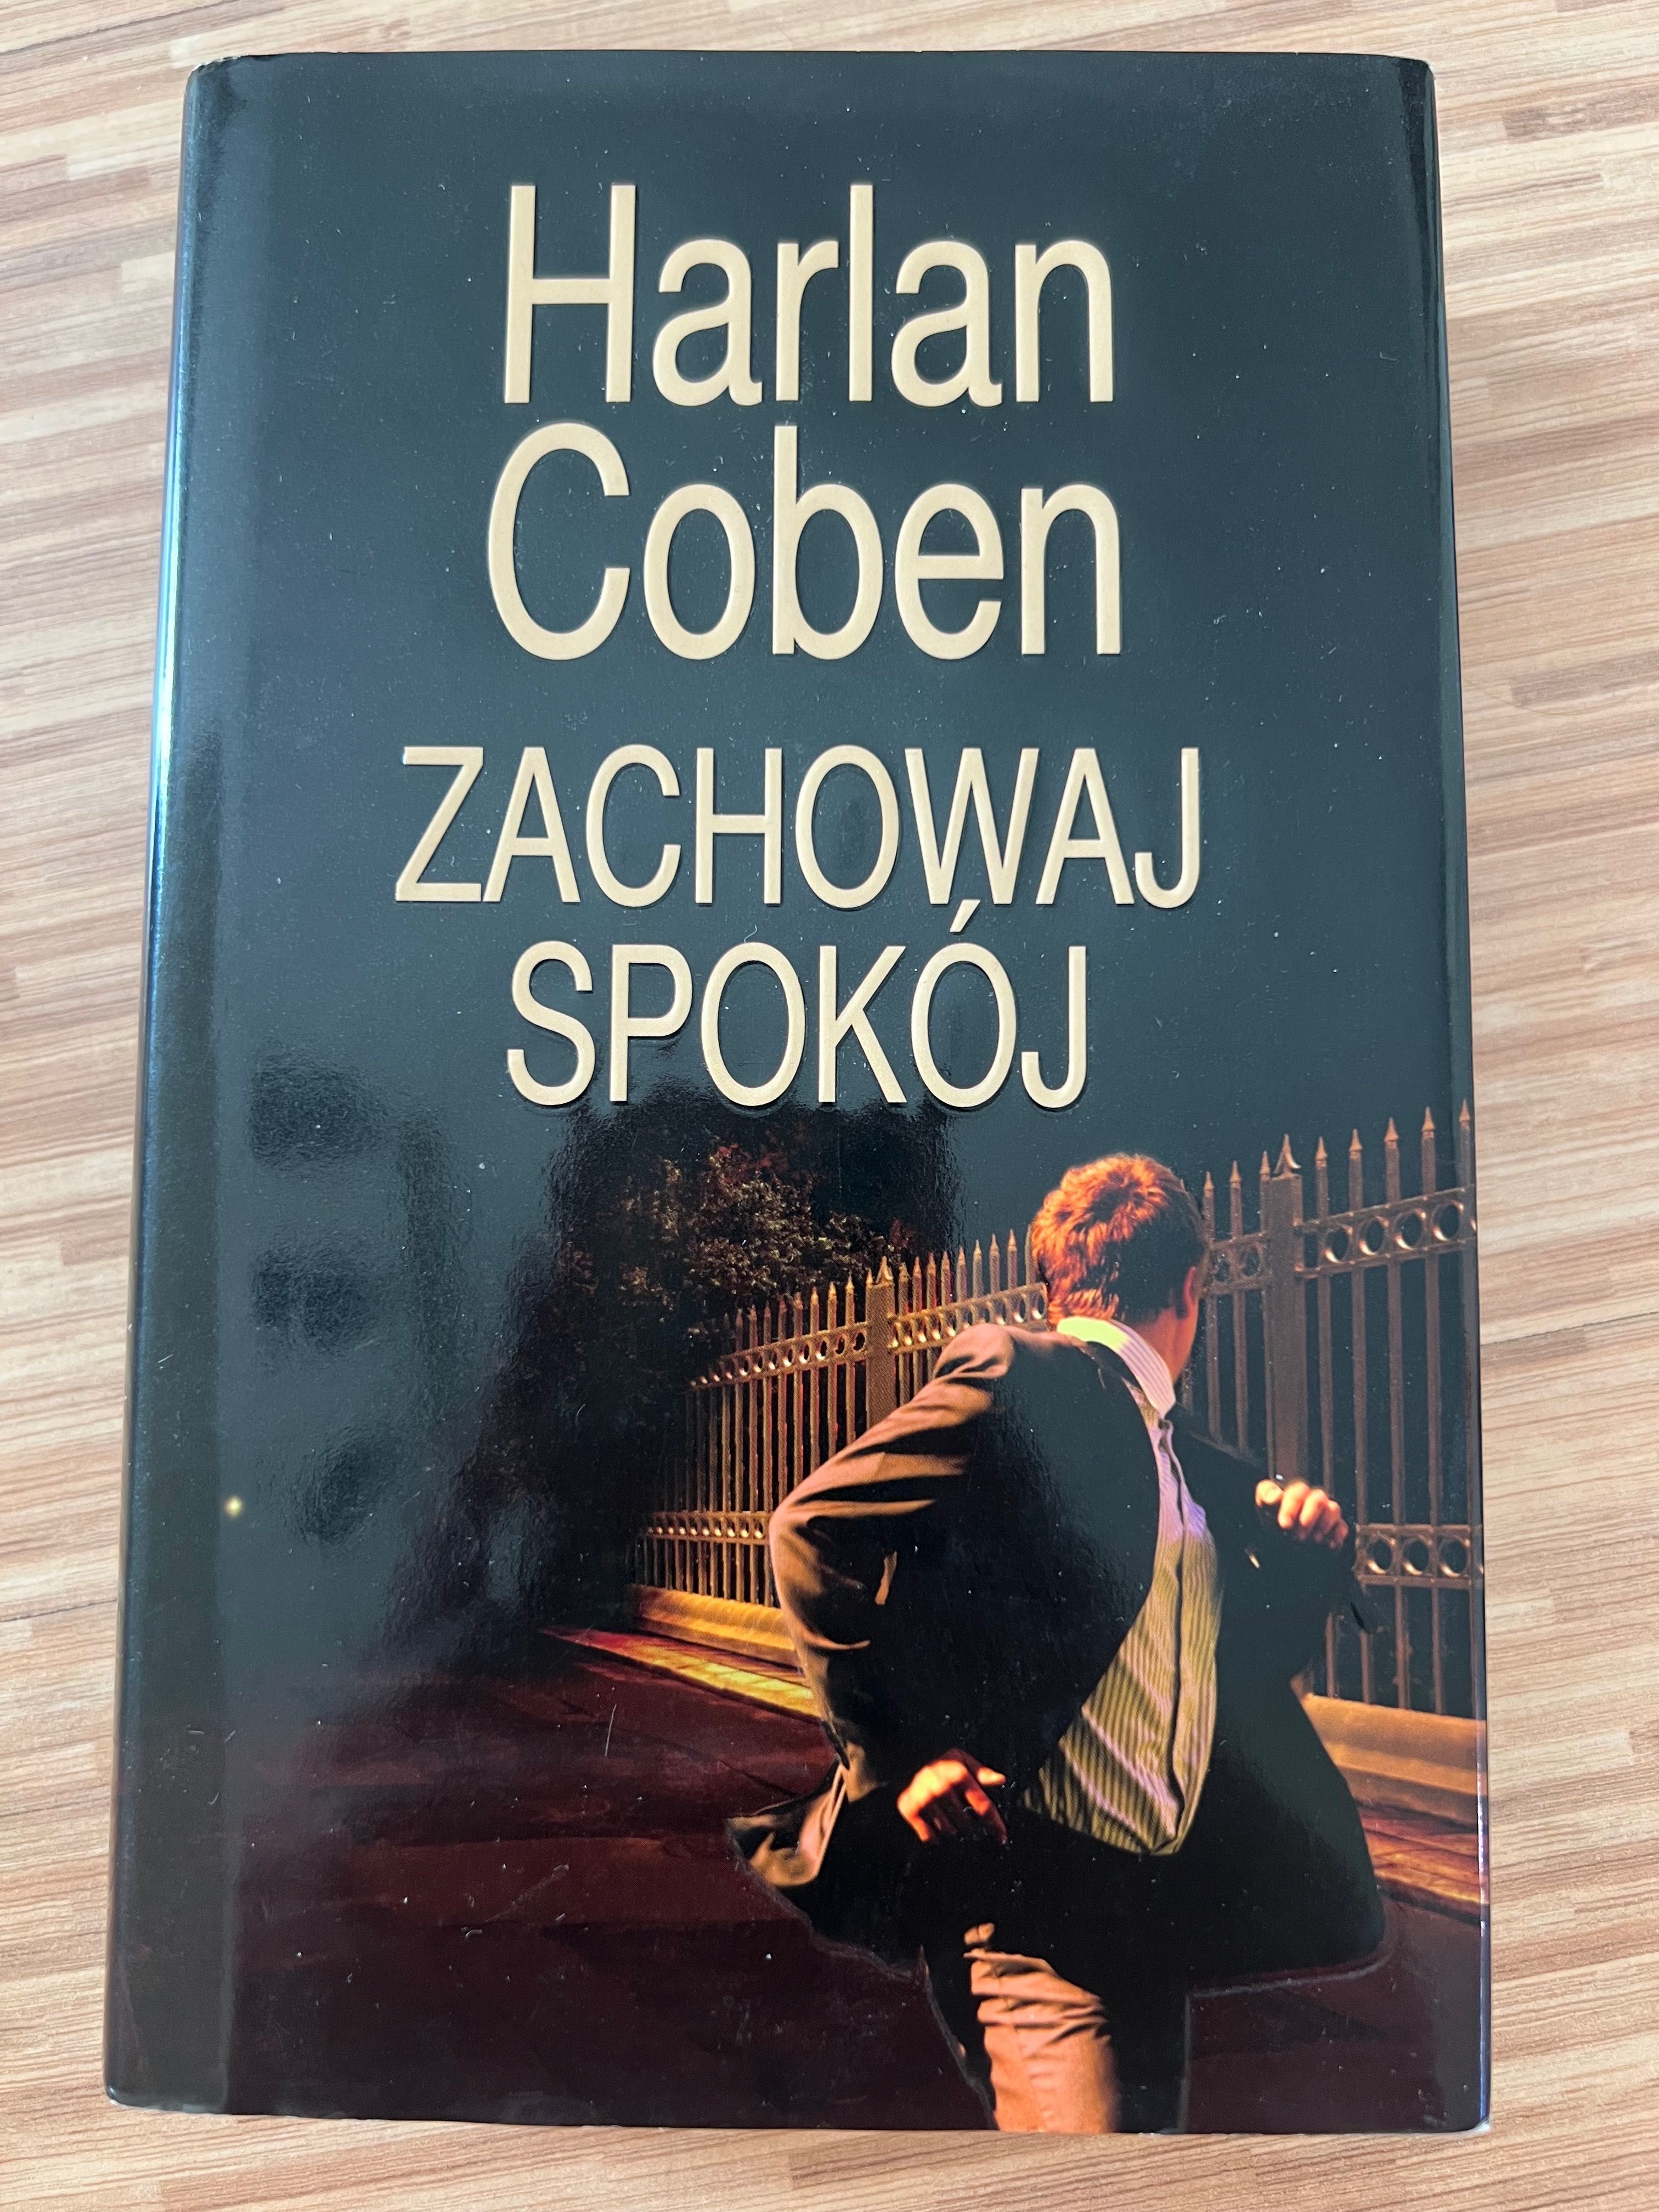 Harlan
Coben
ZACHOWAJ
SPOKÓJ